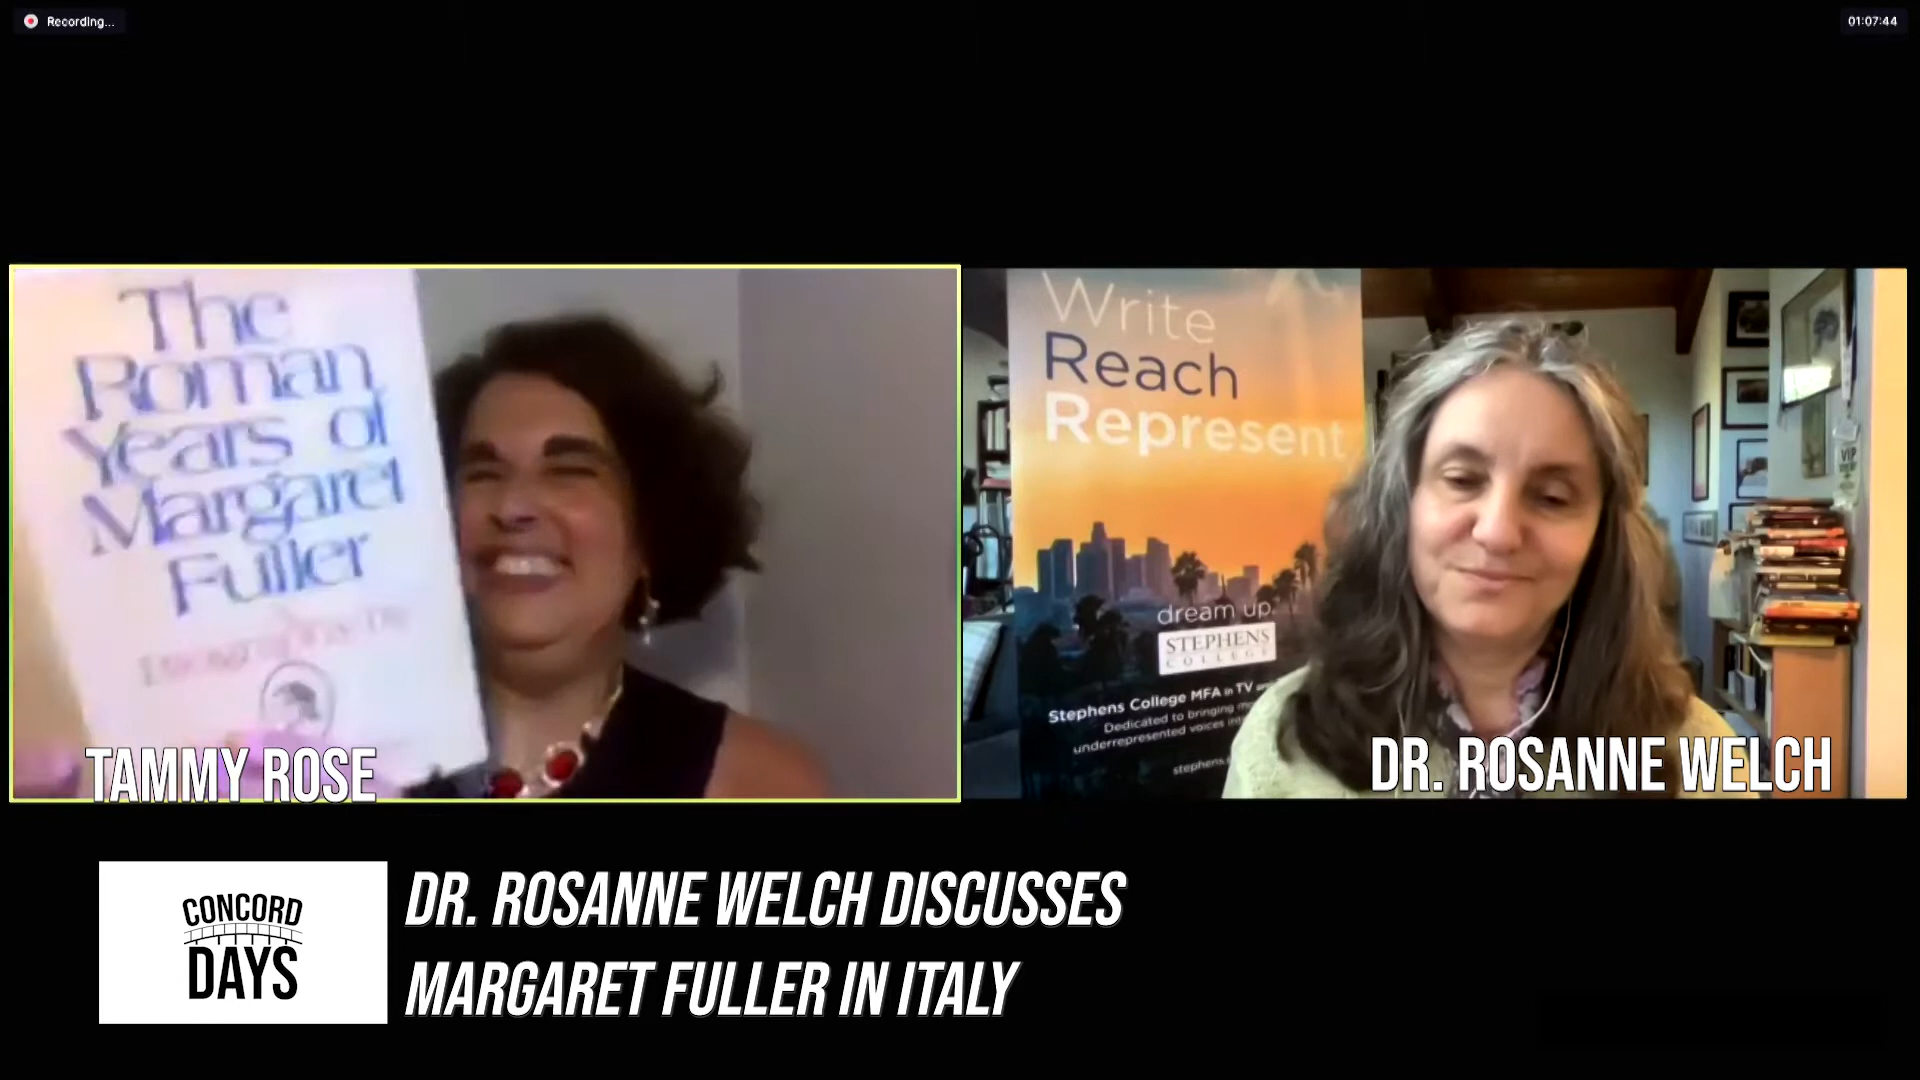 Recording...
01:07:44
The
Roman
Years of
Margaret
Fuller
TAMMY ROSE
Write
Reach
Represent
VIP
dream up.
STEPHENS
COLLEGE
Stephens College MFA in TV
Dedicated to bringing
underrepresented voices
stephens.
DR. ROSANNE WELCH
CONCORD
DAYS
DR. ROSANNE WELCH DISCUSSES
MARGARET FULLER IN ITALY